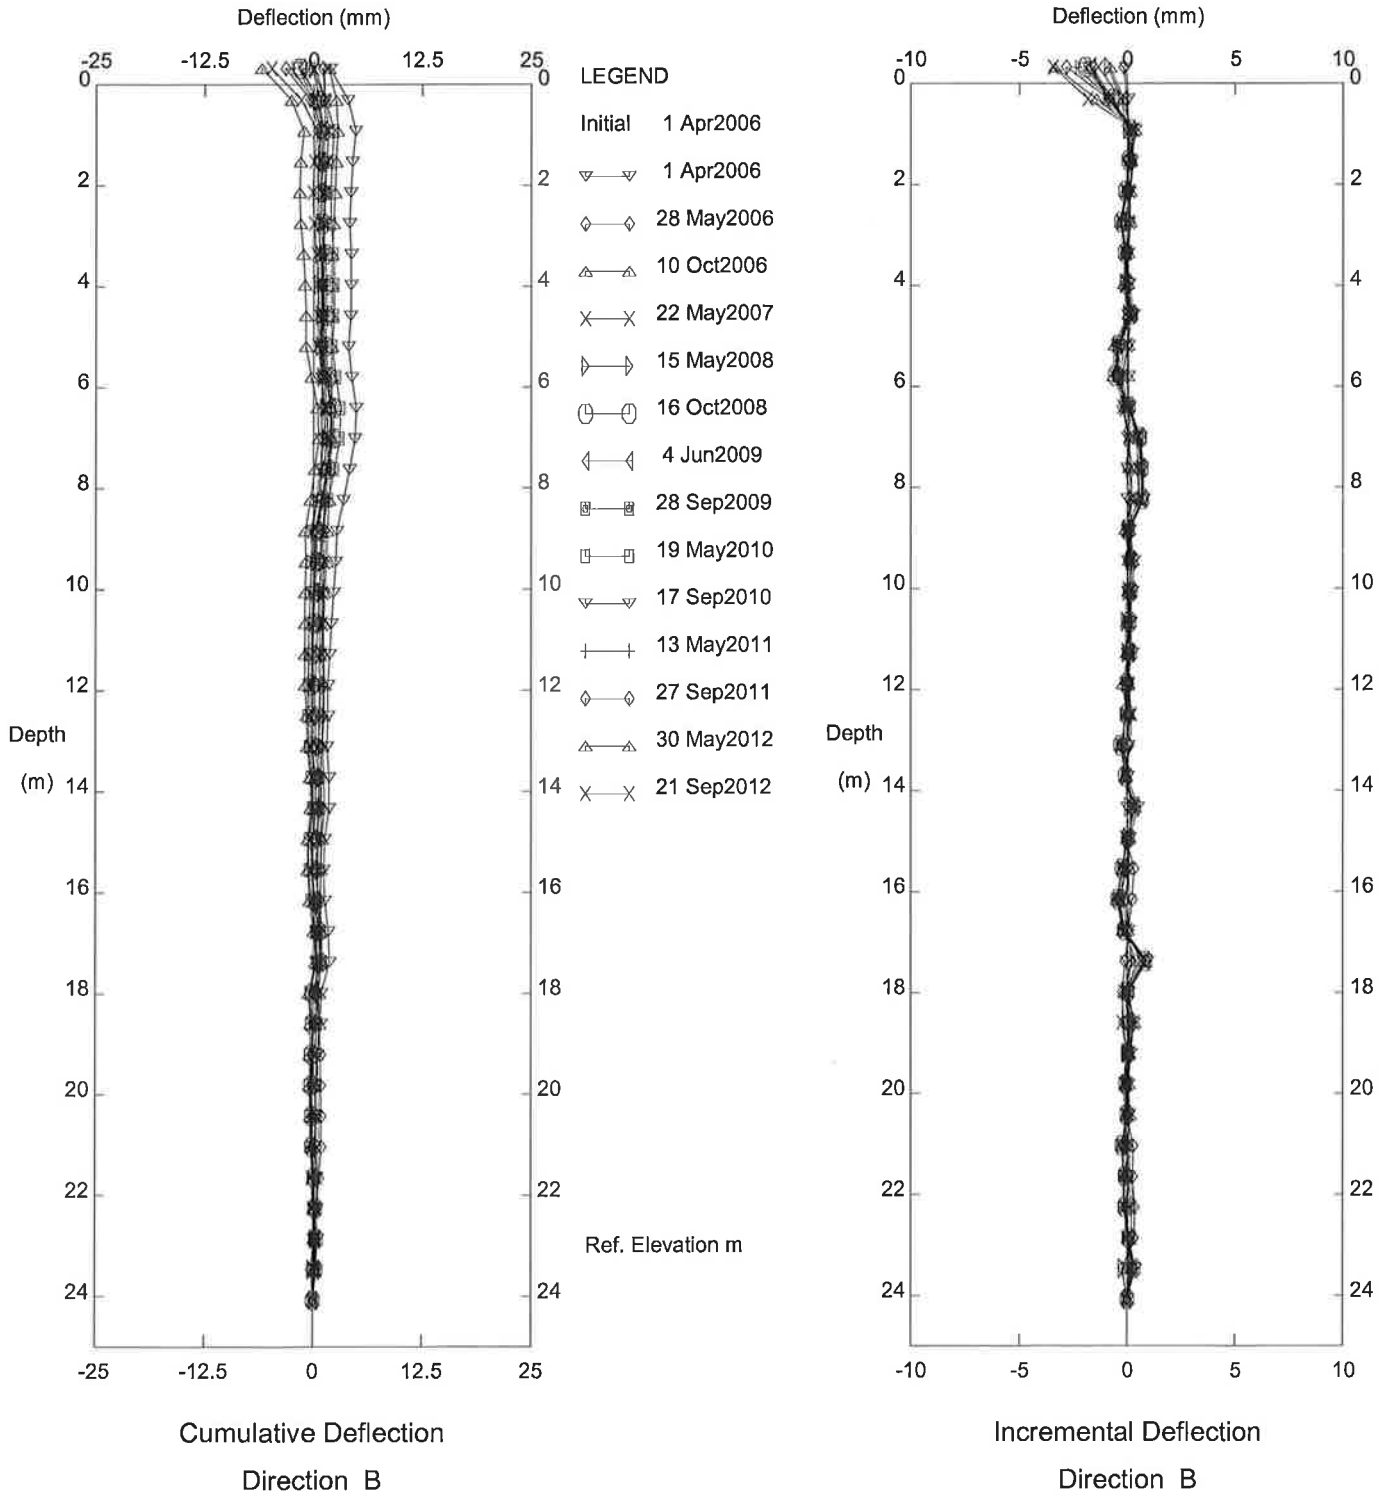 Deflection (mm)
-25 -12.5 0 12.5 25
0 0
2 2
4 4
6 6
8 8
10 10
12 12
Depth
(m)
14 14
16 16
18 18
20 20
22 22
24 24
-25 -12.5 0 12.5 25
Cumulative Deflection
Direction B
LEGEND
Initial 1 Apr2006
1 Apr2006
28 May2006
10 Oct2006
22 May2007
15 May2008
16 Oct2008
4 Jun2009
28 Sep2009
19 May2010
17 Sep2010
13 May2011
27 Sep2011
30 May2012
21 Sep2012
Ref. Elevation m
Deflection (mm)
-10 -5 0 5 10
0 0
2 2
4 4
6 6
8 8
10 10
12 12
Depth
(m)
14 14
16 16
18 18
20 20
22 22
24 24
-10 -5 0 5 10
Incremental Deflection
Direction B